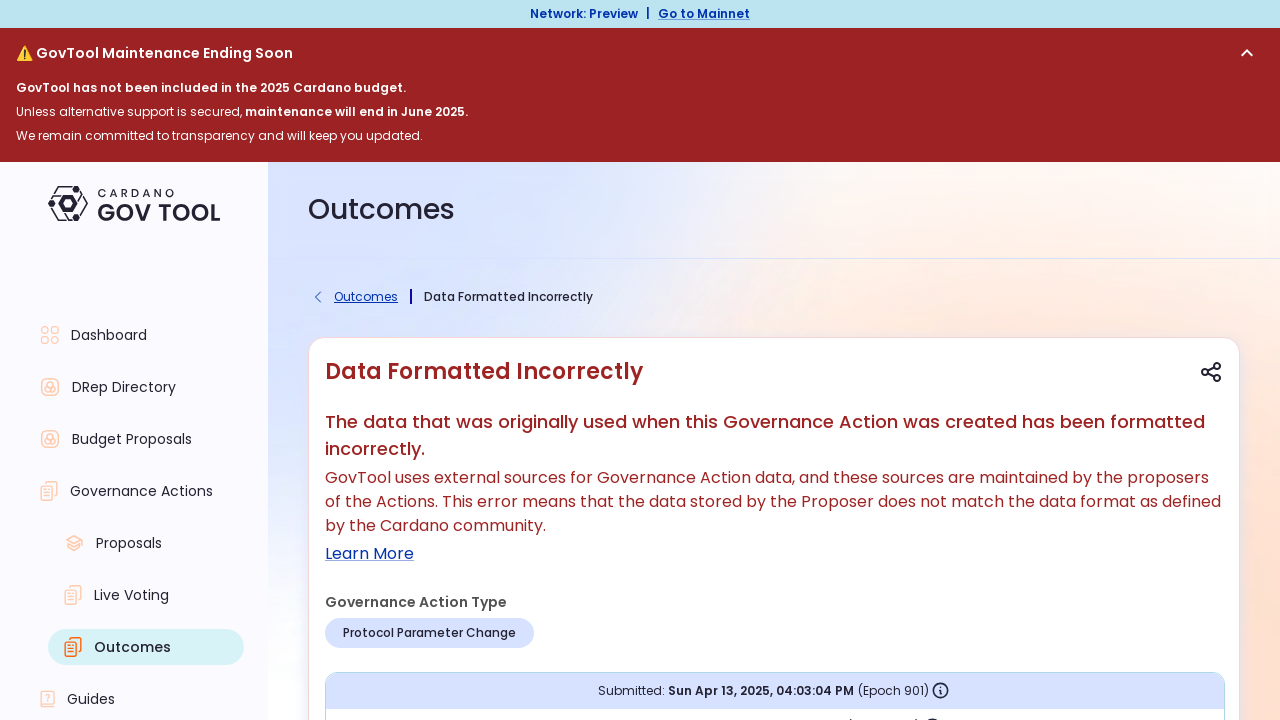 Network: Preview | Go to Mainnet
⚠️ GovTool Maintenance Ending Soon
GovTool has not been included in the 2025 Cardano budget.
Unless alternative support is secured, maintenance will end in June 2025.
We remain committed to transparency and will keep you updated.
CARDANO
GOV TOOL
Outcomes
Outcomes | Data Formatted Incorrectly
Dashboard
DRep Directory
Budget Proposals
Governance Actions
Proposals
Live Voting
Outcomes
Guides
Data Formatted Incorrectly
The data that was originally used when this Governance Action was created has been formatted
incorrectly.
GovTool uses external sources for Governance Action data, and these sources are maintained by the proposers
of the Actions. This error means that the data stored by the Proposer does not match the data format as defined
by the Cardano community.
Learn More
Governance Action Type
Protocol Parameter Change
Submitted: Sun Apr 13, 2025, 04:03:04 PM (Epoch 901)